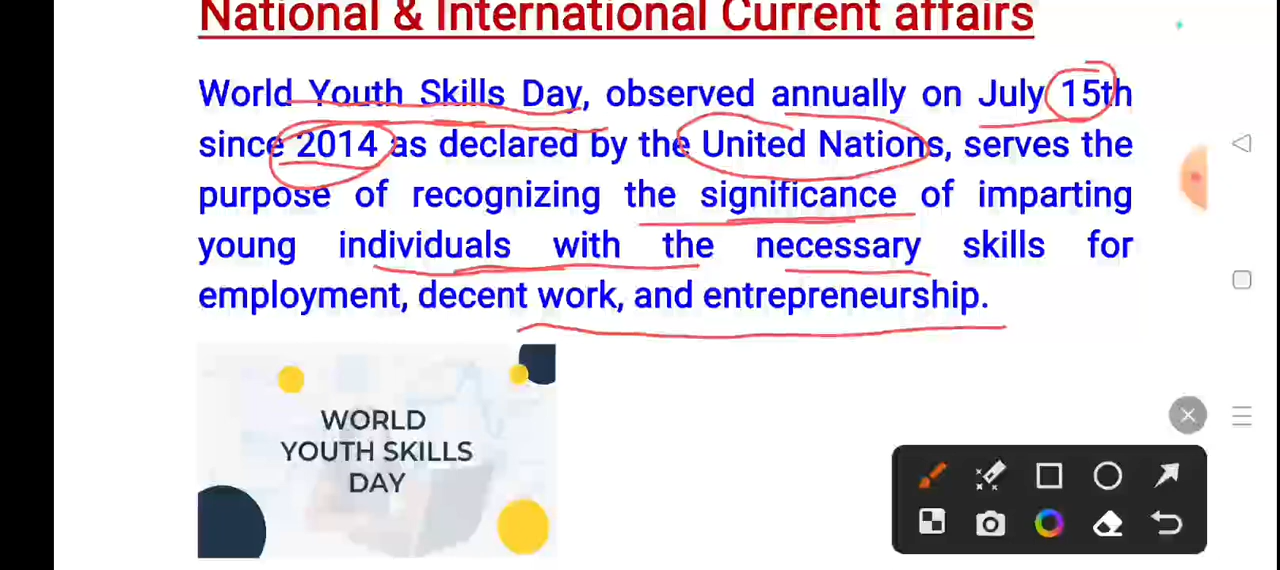 National & International Current affairs
World Youth Skills Day, observed annually on July 15th
since 2014 as declared by the United Nations, serves the
purpose of recognizing the significance of imparting
young individuals with the necessary skills for
employment, decent work, and entrepreneurship.
WORLD
YOUTH SKILLS
DAY